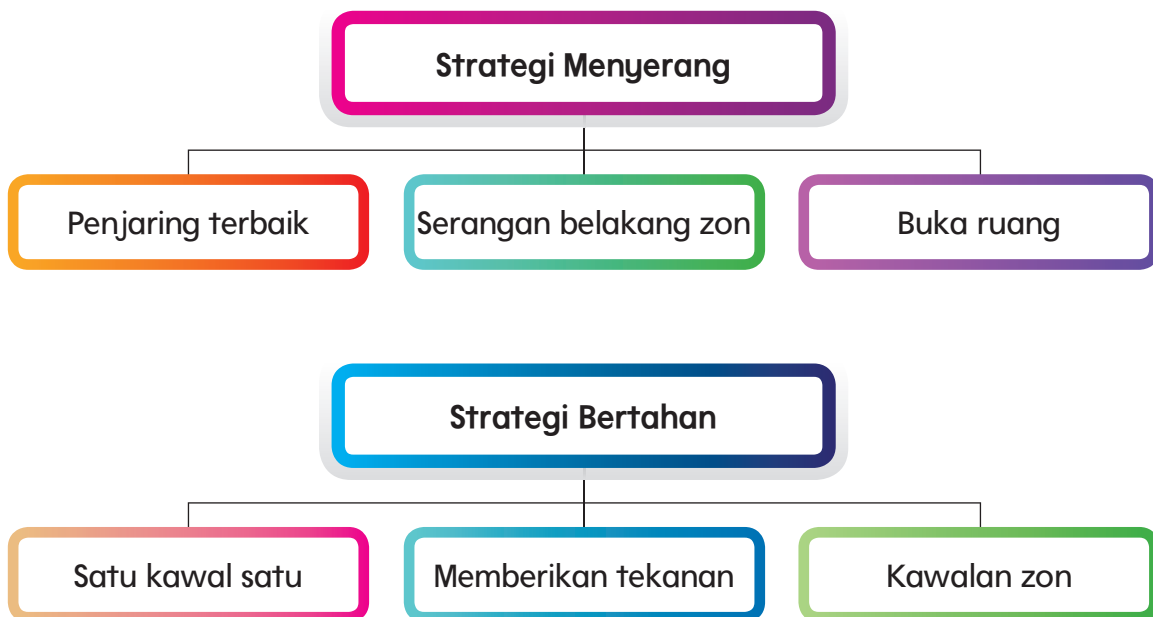 Strategi Menyerang
Penjaring terbaik
Serangan belakang zon
Buka ruang
Strategi Bertahan
Satu kawal satu
Memberikan tekanan
Kawalan zon